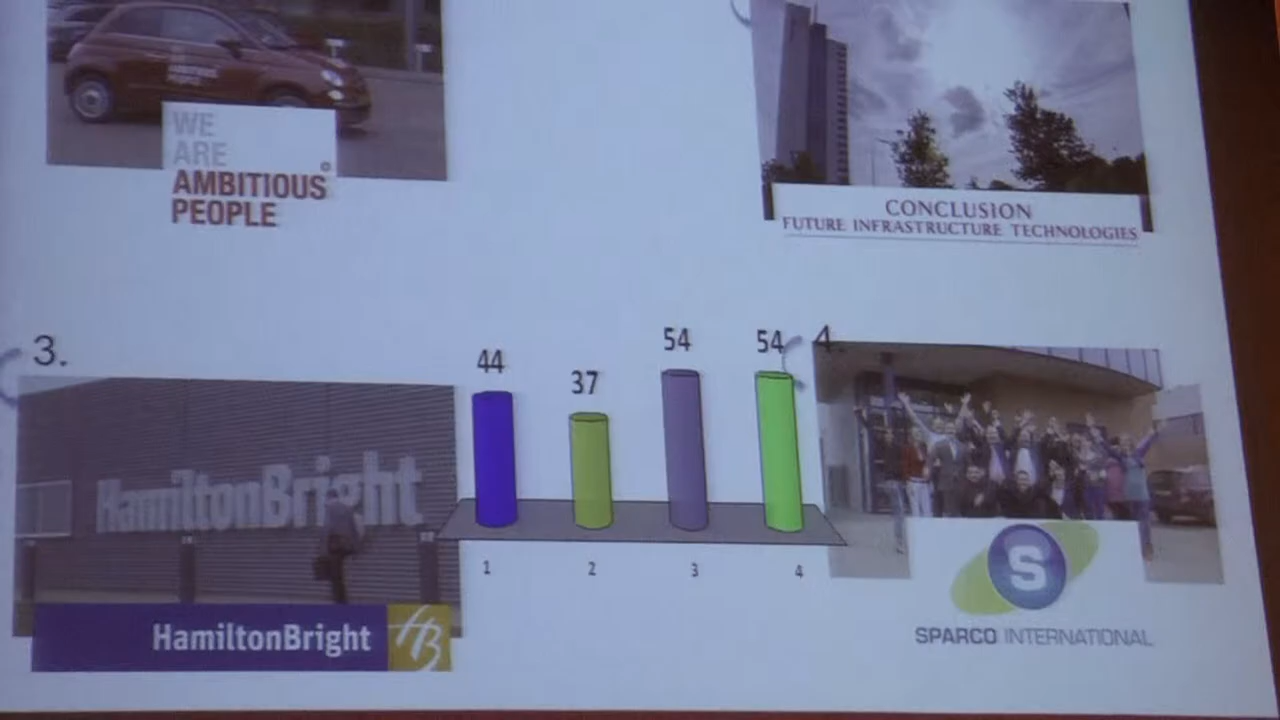 WE
ARE
AMBITIOUS
PEOPLE
®
CONCLUSION
FUTURE INFRASTRUCTURE TECHNOLOGIES
3.
4.
44
37
54
54
HamiltonBright
1
2
3
4
HamiltonBright
HB
S
SPARCO INTERNATIONAL